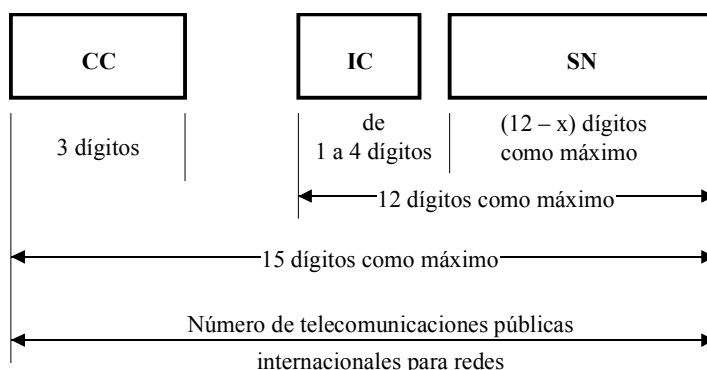 CC
IC
SN
3 dígitos
de
1 a 4 dígitos
(12 – x) dígitos
como máximo
12 dígitos como máximo
15 dígitos como máximo
Número de telecomunicaciones públicas
internacionales para redes